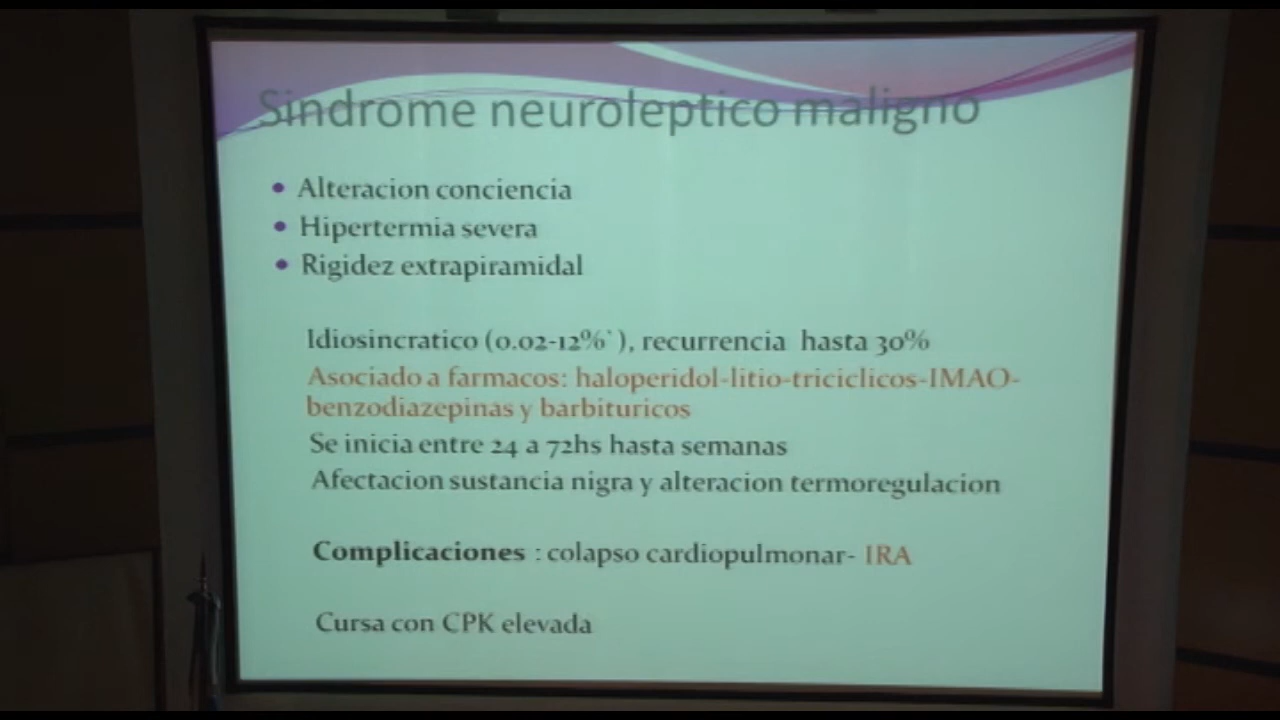 Sindrome neuroleptico maligno
• Alteracion conciencia
• Hipertermia severa
• Rigidez extrapiramidal
Idiosincratico (0.02-12%`), recurrencia hasta 30%
Asociado a farmacos: haloperidol-litio-triciclicos-IMAO-
benzodiazepinas y barbituricos
Se inicia entre 24 a 72hs hasta semanas
Afectacion sustancia nigra y alteracion termoregulacion
Complicaciones : colapso cardiopulmonar- IRA
Cursa con CPK elevada